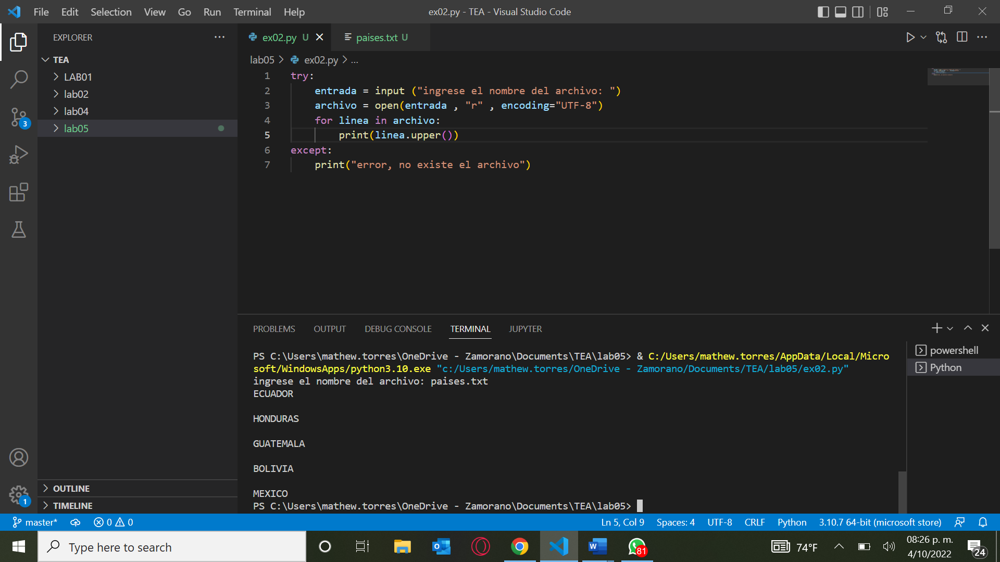 File Edit Selection View Go Run Terminal Help
ex02.py - TEA - Visual Studio Code
EXPLORER
TEA
LAB01
lab02
lab04
lab05
3
ex02.py U
paises.txt U
lab05 > ex02.py > ...
1 try:
2 entrada = input ("ingrese el nombre del archivo: ")
3 archivo = open(entrada , "r" , encoding="UTF-8")
4 for linea in archivo:
5 print(linea.upper())
6 except:
7 print("error, no existe el archivo")
PROBLEMS OUTPUT DEBUG CONSOLE TERMINAL JUPYTER
PS C:\Users\mathew.torres\OneDrive - Zamorano\Documents\TEA\lab05> & C:/Users/mathew.torres/AppData/Local/Micro
soft/WindowsApps/python3.10.exe "c:/Users/mathew.torres/OneDrive - Zamorano/Documents/TEA/lab05/ex02.py"
ingrese el nombre del archivo: paises.txt
ECUADOR
HONDURAS
GUATEMALA
BOLIVIA
MEXICO
PS C:\Users\mathew.torres\OneDrive - Zamorano\Documents\TEA\lab05>
powershell
Python
OUTLINE
TIMELINE
1
master* 0 0
Ln 5, Col 9 Spaces: 4 UTF-8 CRLF Python 3.10.7 64-bit (microsoft store)
Type here to search
81
74°F
08:26 p. m.
4/10/2022
24